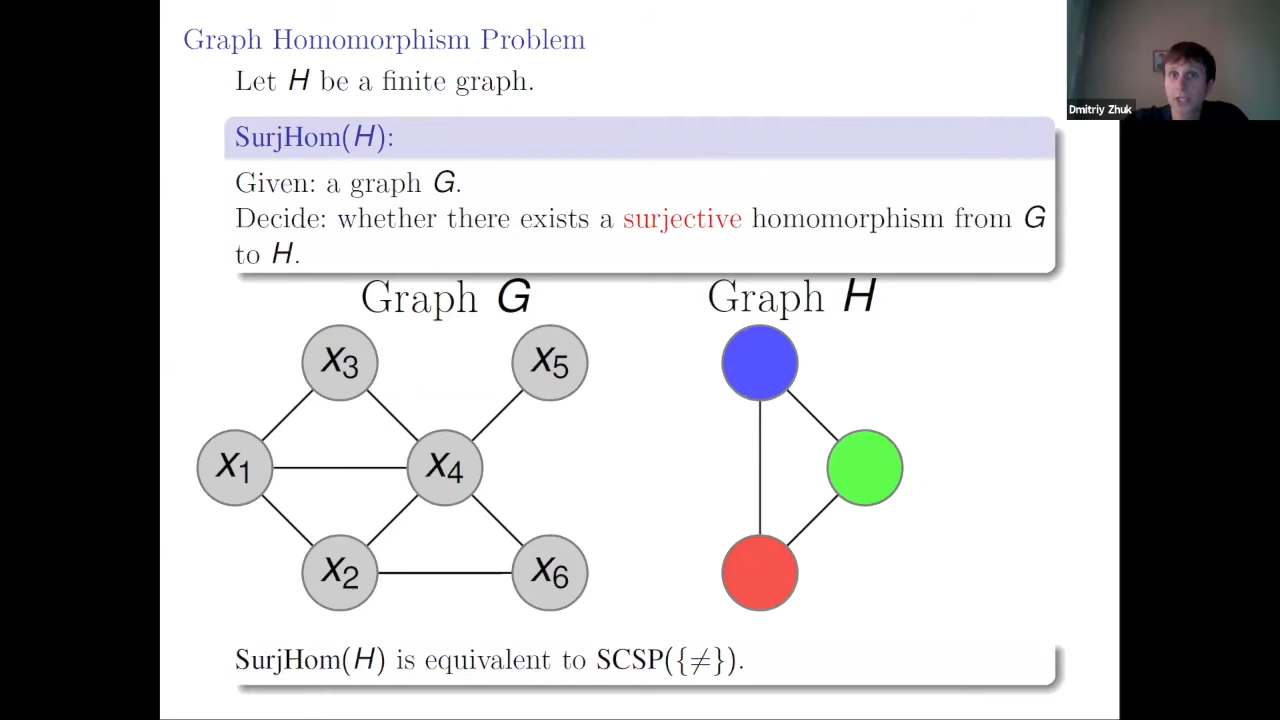 Graph Homomorphism Problem
Let H be a finite graph.
Dmitriy Zhuk
SurjHom(H):
Given: a graph G.
Decide: whether there exists a surjective homomorphism from G
to H.
Graph G
Graph H
x₃
x₅
x₁
x₄
x₂
x₆
SurjHom(H) is equivalent to SCSP({≠}).